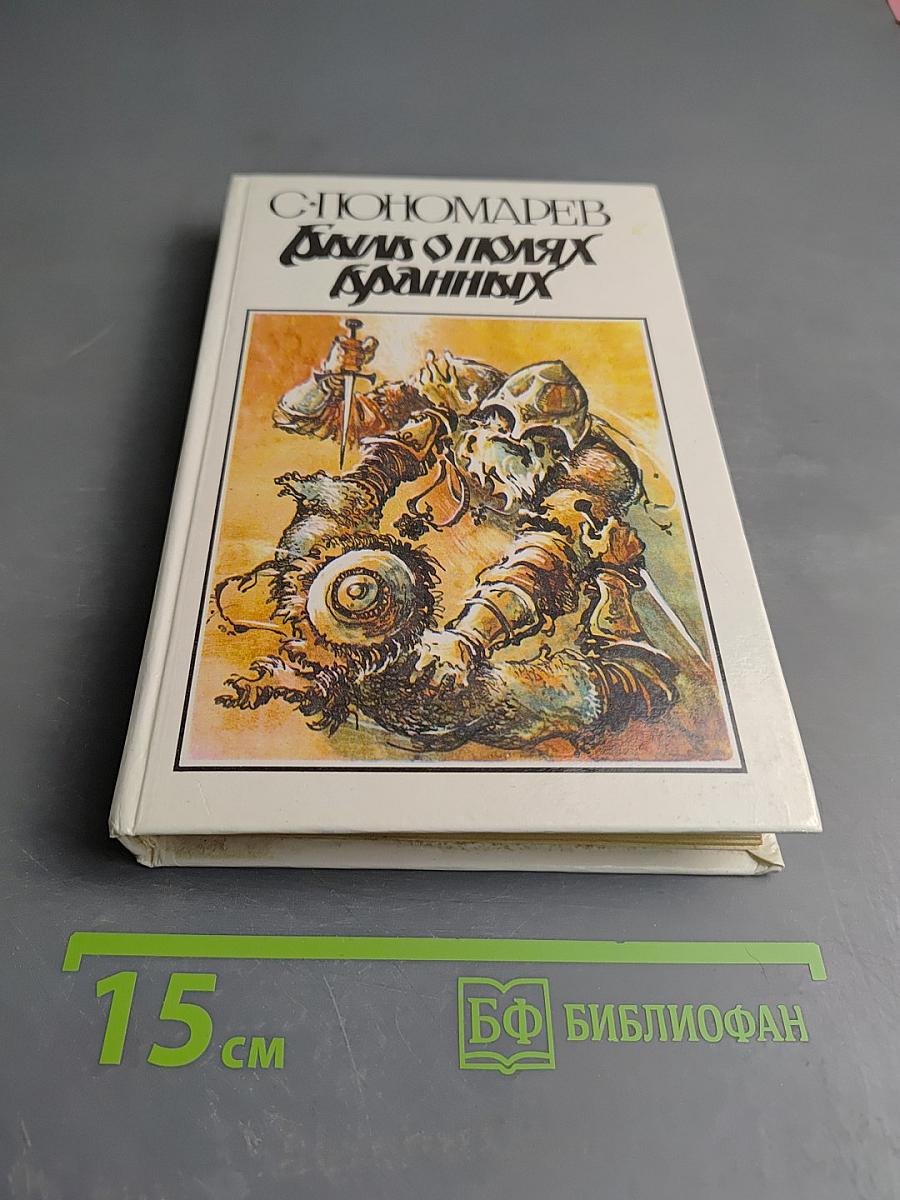 С·ПОНОМАРЕВ
Быль о полях
бранных
15 см
БФ БИБЛИОФАН